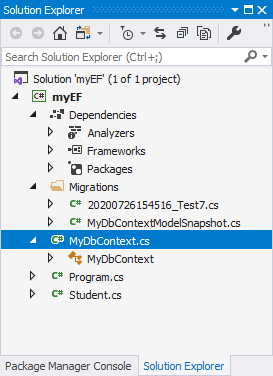 Solution Explorer
Search Solution Explorer (Ctrl+;)
Solution 'myEF' (1 of 1 project)
C# myEF
Dependencies
Analyzers
Frameworks
Packages
Migrations
C# 20200726154516_Test7.cs
C# MyDbContextModelSnapshot.cs
C# MyDbContext.cs
MyDbContext
C# Program.cs
C# Student.cs
Package Manager Console Solution Explorer